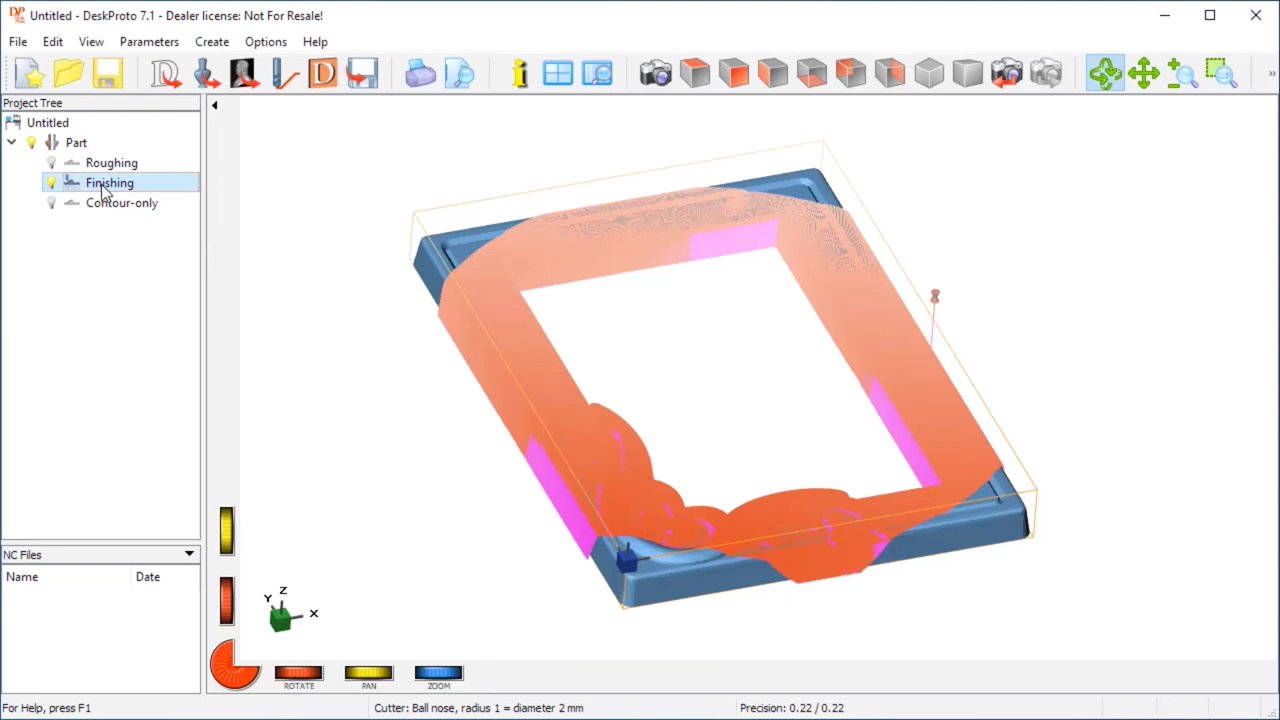 Untitled - DeskProto 7.1 - Dealer license: Not For Resale!
File Edit View Parameters Create Options Help
Project Tree
Untitled
Part
Roughing
Finishing
Contour-only
NC Files
Name Date
Z
Y
X
ROTATE PAN ZOOM
For Help, press F1 Cutter: Ball nose, radius 1 = diameter 2 mm Precision: 0.22 / 0.22